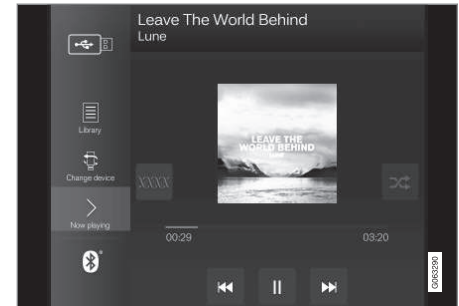 Leave The World Behind
Lune
Library
Change device
Now playing
LEAVE THE
WORLD BEHIND
LUNE
XXXX
00:29
03:20
G063290